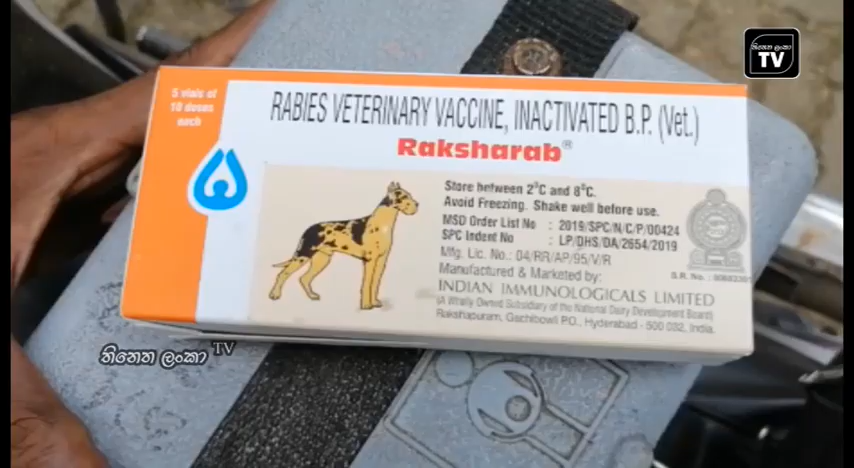 තිනෙත ලංකා
TV
5 vials of
10 doses
each
RABIES VETERINARY VACCINE, INACTIVATED B.P. (Vet.)
Raksharab®
Store between 2°C and 8°C.
Avoid Freezing. Shake well before use.
MSD Order List No : 2019/SPC/N/C/P/00424
SPC Indent No : LP/DHS/DA/2654/2019
Mfg. Lic. No.: 04/RR/AP/95/V/R
Manufactured & Marketed by:
INDIAN IMMUNOLOGICALS LIMITED
(A Wholly Owned Subsidiary of the National Dairy Development Board)
Rakshapuram, Gachibowli P.O., Hyderabad - 500 032, India.
S.R. No. :
තිනෙත ලංකා TV